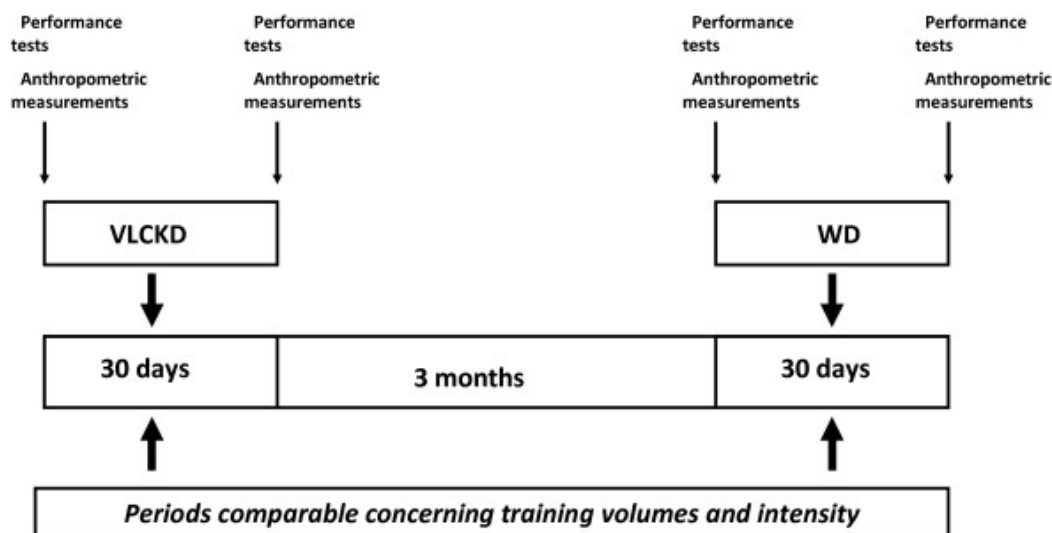 Performance
tests
Anthropometric
measurements
Performance
tests
Anthropometric
measurements
Performance
tests
Anthropometric
measurements
Performance
tests
Anthropometric
measurements
VLCKD
WD
30 days
3 months
30 days
Periods comparable concerning training volumes and intensity